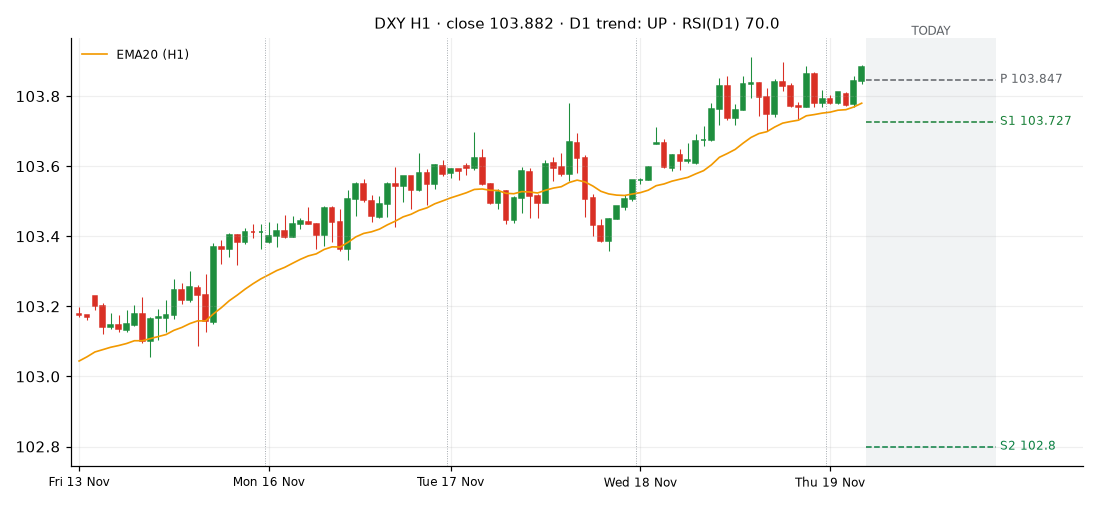 DXY H1 · close 103.882 · D1 trend: UP · RSI(D1) 70.0
TODAY
EMA20 (H1)
P 103.847
S1 103.727
S2 102.8
103.8
103.6
103.4
103.2
103.0
102.8
Fri 13 Nov
Mon 16 Nov
Tue 17 Nov
Wed 18 Nov
Thu 19 Nov